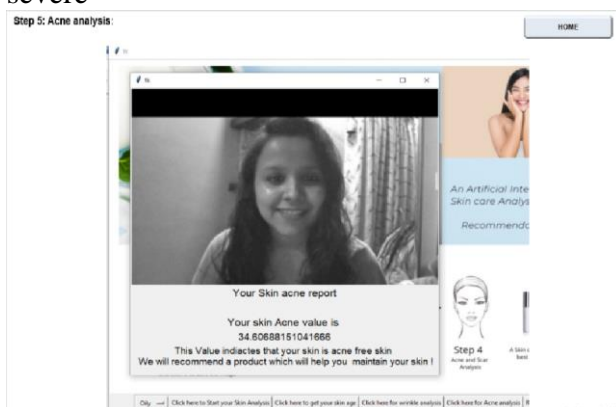 severe
Step 5: Acne analysis:
HOME
Your Skin acne report
Your skin Acne value is
34.60688151041666
This Value indiactes that your skin is acne free skin
We will recommend a product which will help you maintain your skin !
An Artificial Inte
Skin care Analys
Recommenda
Step 4
Acne and Scar
Analysis
A Skin c
best
Oily
Click here to Start your Skin Analysis
Click here to get your skin age
Click here for wrinkle analysis
Click here for Acne analysis